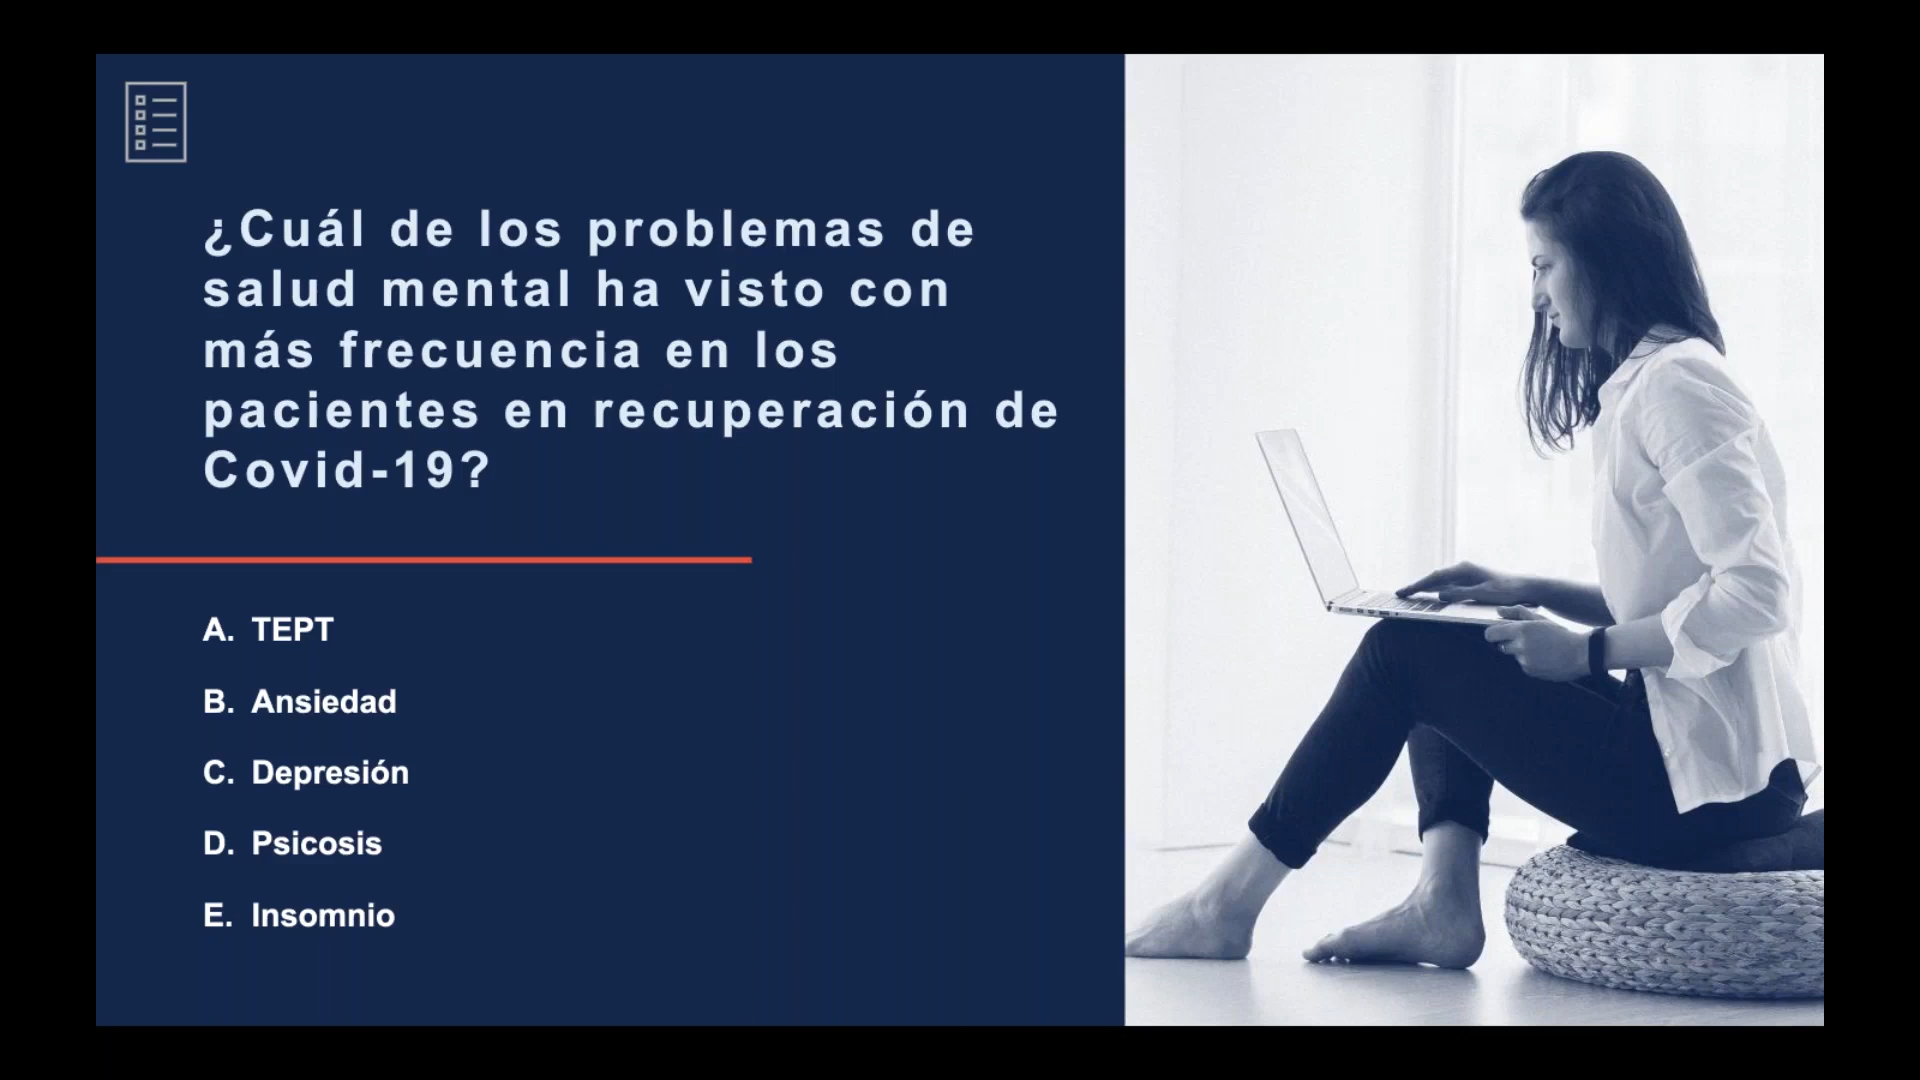 ¿Cuál de los problemas de
salud mental ha visto con
más frecuencia en los
pacientes en recuperación de
Covid-19?
A. TEPT
B. Ansiedad
C. Depresión
D. Psicosis
E. Insomnio